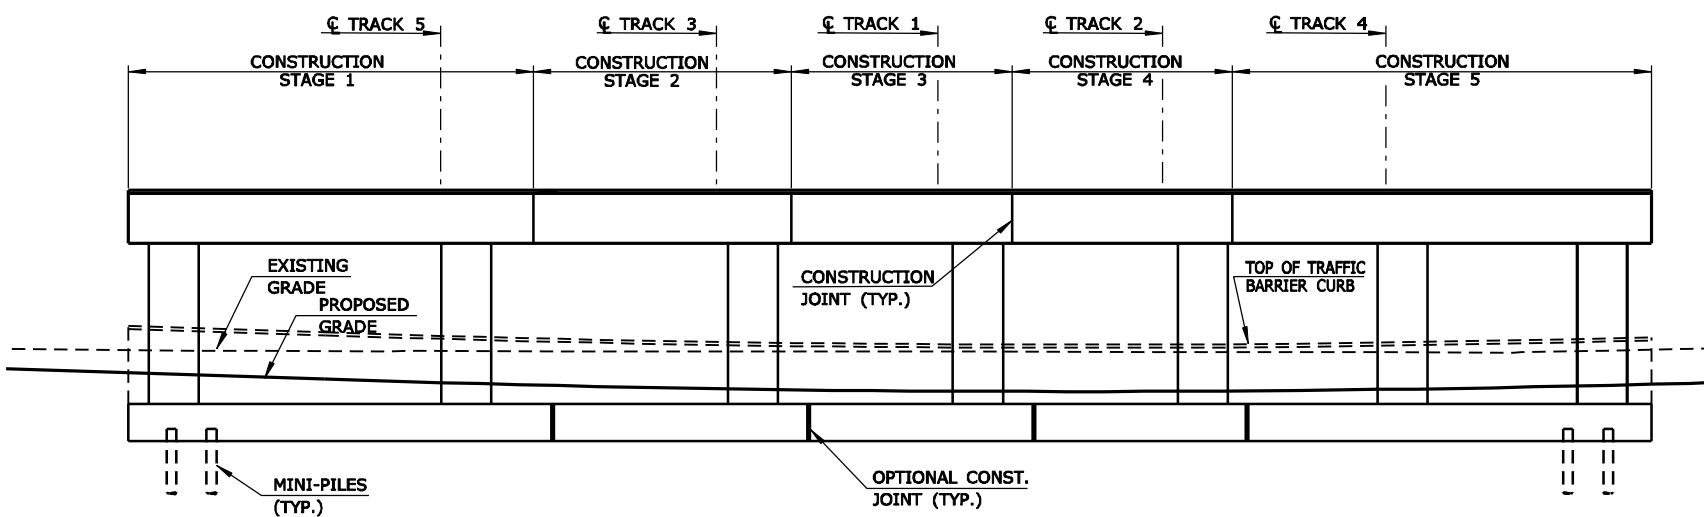 ℄ TRACK 5
℄ TRACK 3
℄ TRACK 1
℄ TRACK 2
℄ TRACK 4
CONSTRUCTION
STAGE 1
CONSTRUCTION
STAGE 2
CONSTRUCTION
STAGE 3
CONSTRUCTION
STAGE 4
CONSTRUCTION
STAGE 5
EXISTING
GRADE
PROPOSED
GRADE
CONSTRUCTION
JOINT (TYP.)
TOP OF TRAFFIC
BARRIER CURB
MINI-PILES
(TYP.)
OPTIONAL CONST.
JOINT (TYP.)